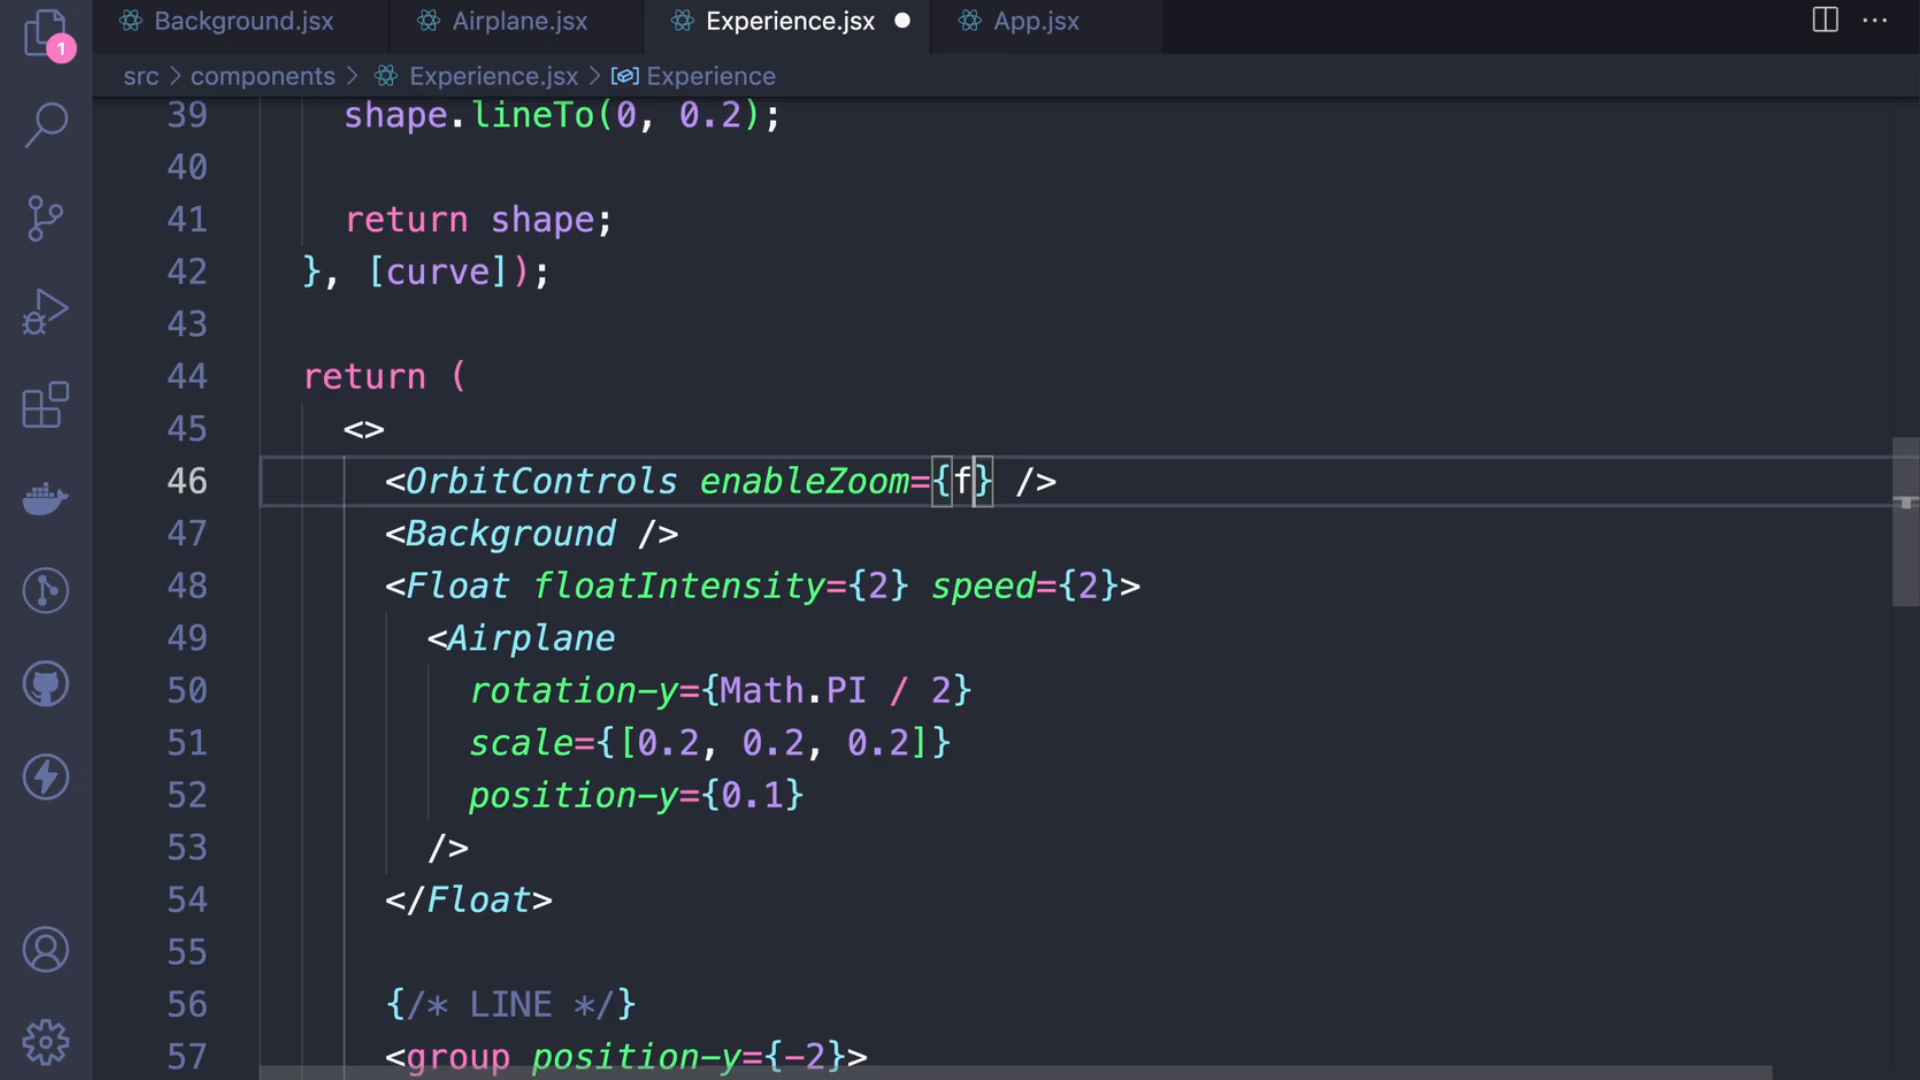 1
Background.jsx
Airplane.jsx
Experience.jsx
App.jsx
src > components > Experience.jsx > Experience
39 shape.lineTo(0, 0.2);
40
41 return shape;
42 }, [curve]);
43
44 return (
45 <>
46 <OrbitControls enableZoom={f} />
47 <Background />
48 <Float floatIntensity={2} speed={2}>
49 <Airplane
50 rotation-y={Math.PI / 2}
51 scale={[0.2, 0.2, 0.2]}
52 position-y={0.1}
53 />
54 </Float>
55
56 {/* LINE */}
57 <group position-y={-2}>